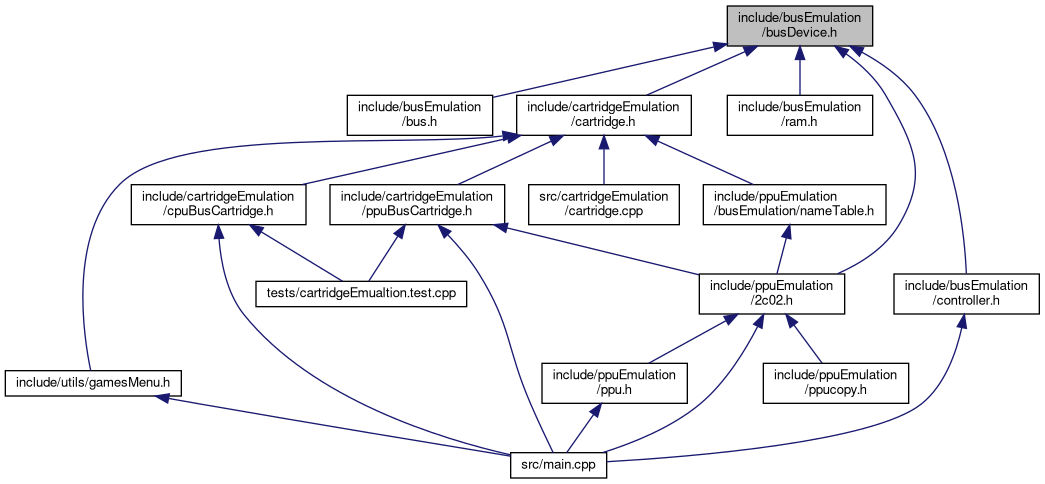 include/busEmulation
/busDevice.h
include/busEmulation
/bus.h
include/cartridgeEmulation
/cartridge.h
include/busEmulation
/ram.h
include/cartridgeEmulation
/cpuBusCartridge.h
include/cartridgeEmulation
/ppuBusCartridge.h
src/cartridgeEmulation
/cartridge.cpp
include/ppuEmulation
/busEmulation/nameTable.h
tests/cartridgeEmualtion.test.cpp
include/ppuEmulation
/2c02.h
include/busEmulation
/controller.h
include/utils/gamesMenu.h
include/ppuEmulation
/ppu.h
include/ppuEmulation
/ppucopy.h
src/main.cpp